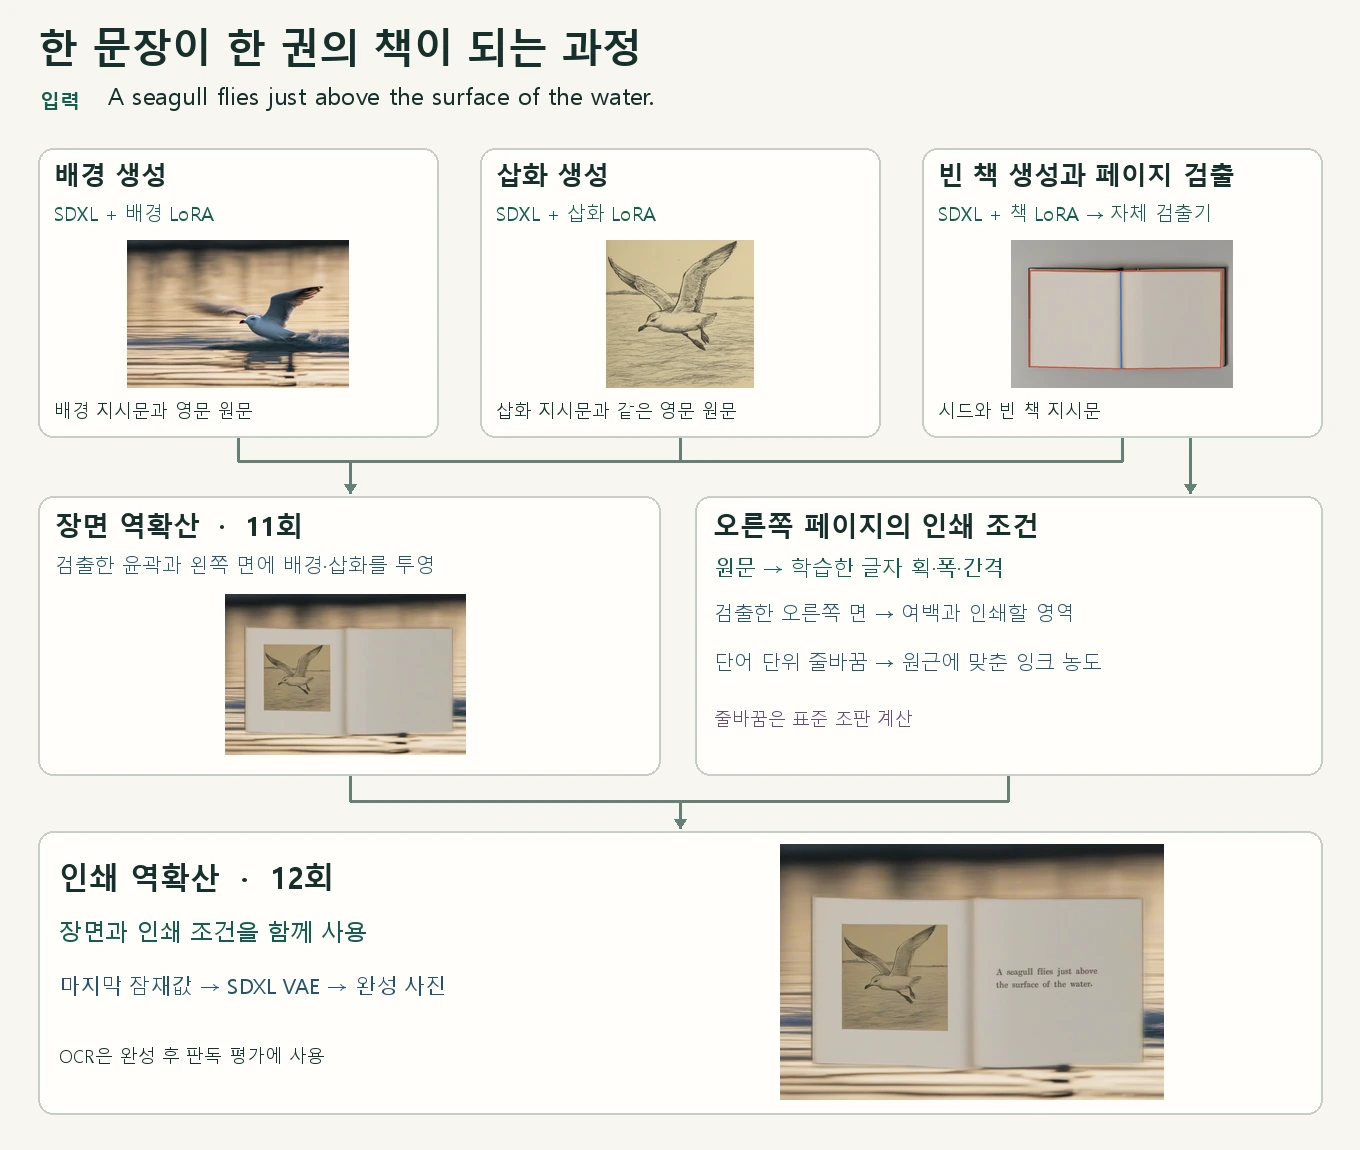 한 문장이 한 권의 책이 되는 과정
입력 A seagull flies just above the surface of the water.
배경 생성
SDXL + 배경 LoRA
배경 지시문과 영문 원문
삽화 생성
SDXL + 삽화 LoRA
삽화 지시문과 같은 영문 원문
빈 책 생성과 페이지 검출
SDXL + 책 LoRA → 자체 검출기
시드와 빈 책 지시문
장면 역확산 · 11회
검출한 윤곽과 왼쪽 면에 배경·삽화를 투영
오른쪽 페이지의 인쇄 조건
원문 → 학습한 글자 획·폭·간격
검출한 오른쪽 면 → 여백과 인쇄할 영역
단어 단위 줄바꿈 → 원근에 맞춘 잉크 농도
줄바꿈은 표준 조판 계산
인쇄 역확산 · 12회
장면과 인쇄 조건을 함께 사용
마지막 잠재값 → SDXL VAE → 완성 사진
OCR은 완성 후 판독 평가에 사용
A seagull flies just above
the surface of the water.